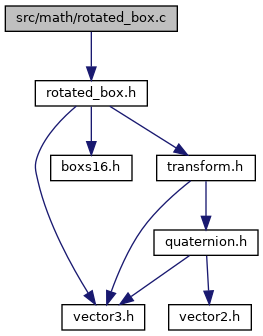 src/math/rotated_box.c
rotated_box.h
boxs16.h
transform.h
quaternion.h
vector3.h
vector2.h